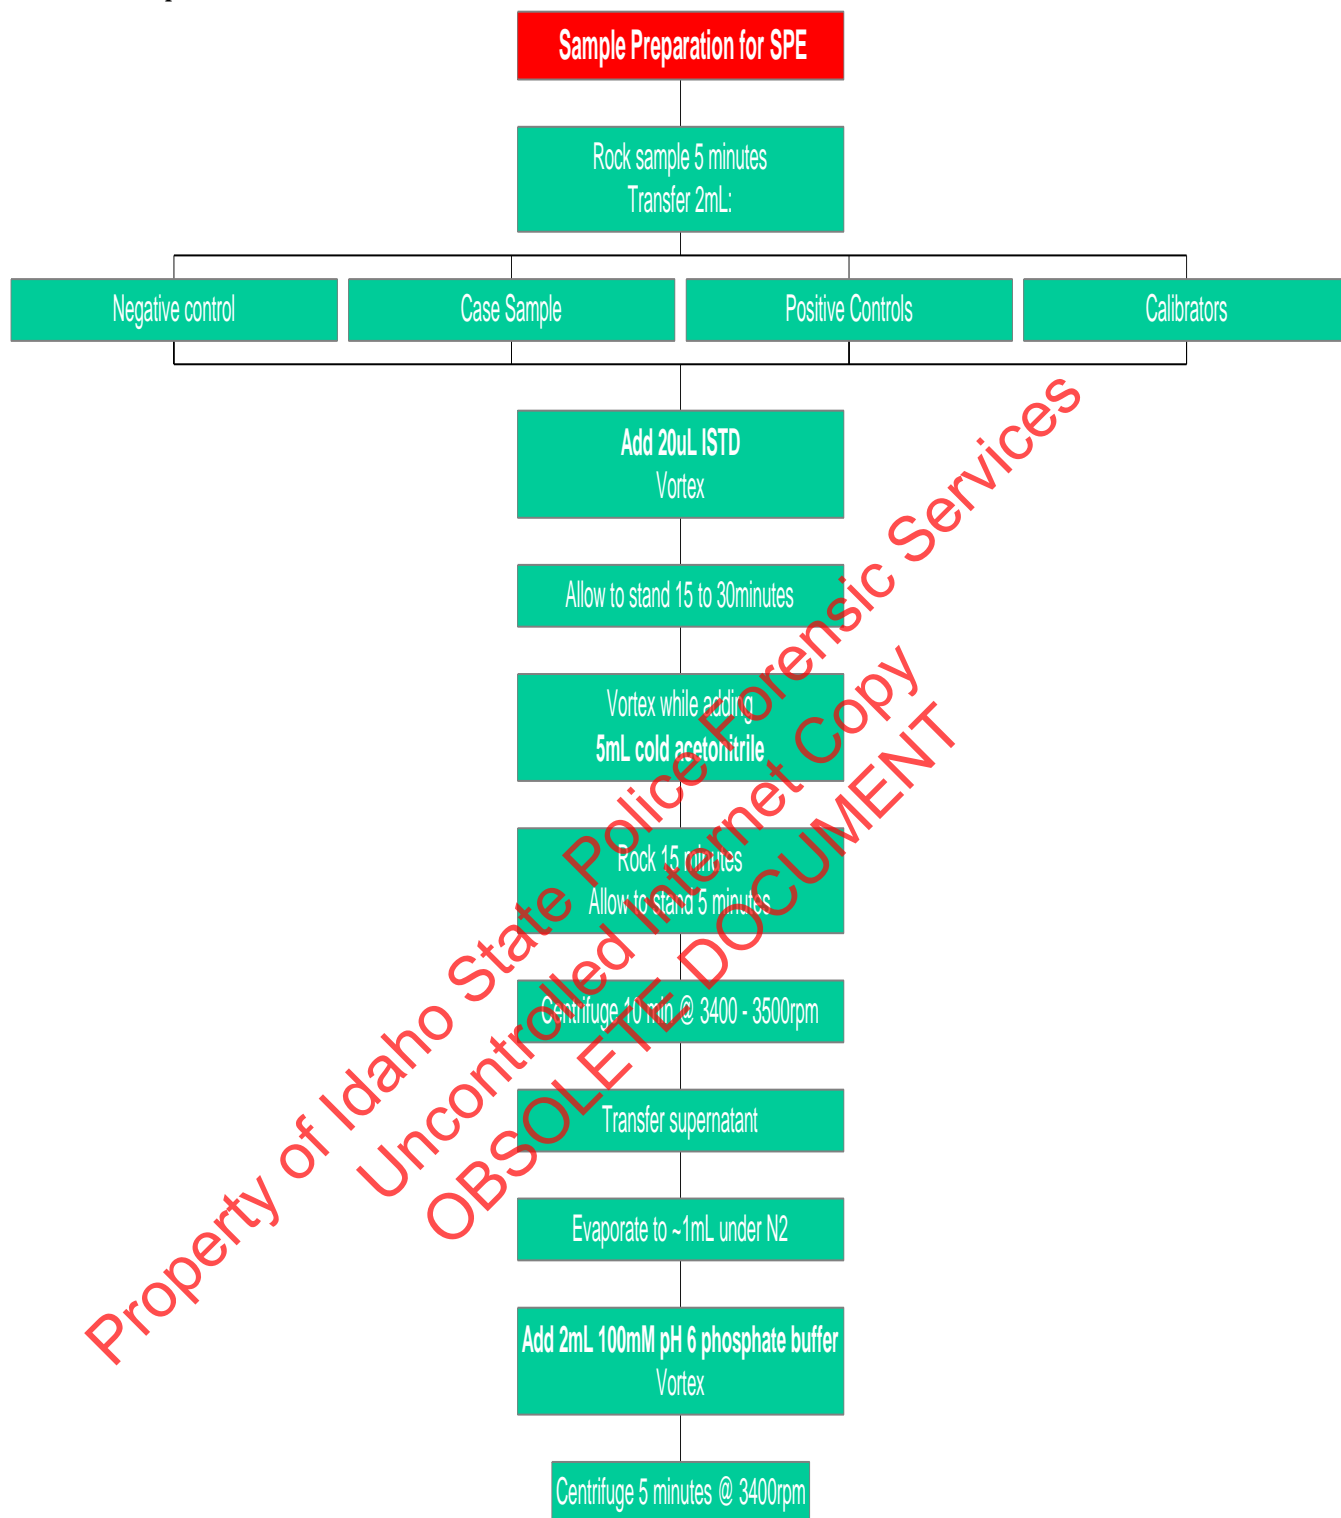 Sample Preparation for SPE
Rock sample 5 minutes
Transfer 2mL:
Negative control
Case Sample
Positive Controls
Calibrators
Add 20uL ISTD
Vortex
Allow to stand 15 to 30minutes
Vortex while adding
5mL cold acetonitrile
Rock 15 minutes
Allow to stand 5 minutes
Centrifuge 10 min @ 3400 - 3500rpm
Transfer supernatant
Evaporate to ~1mL under N2
Add 2mL 100mM pH 6 phosphate buffer
Vortex
Centrifuge 5 minutes @ 3400rpm
Property of Idaho State Police Forensic Services
Uncontrolled Internet Copy
OBSOLETE DOCUMENT